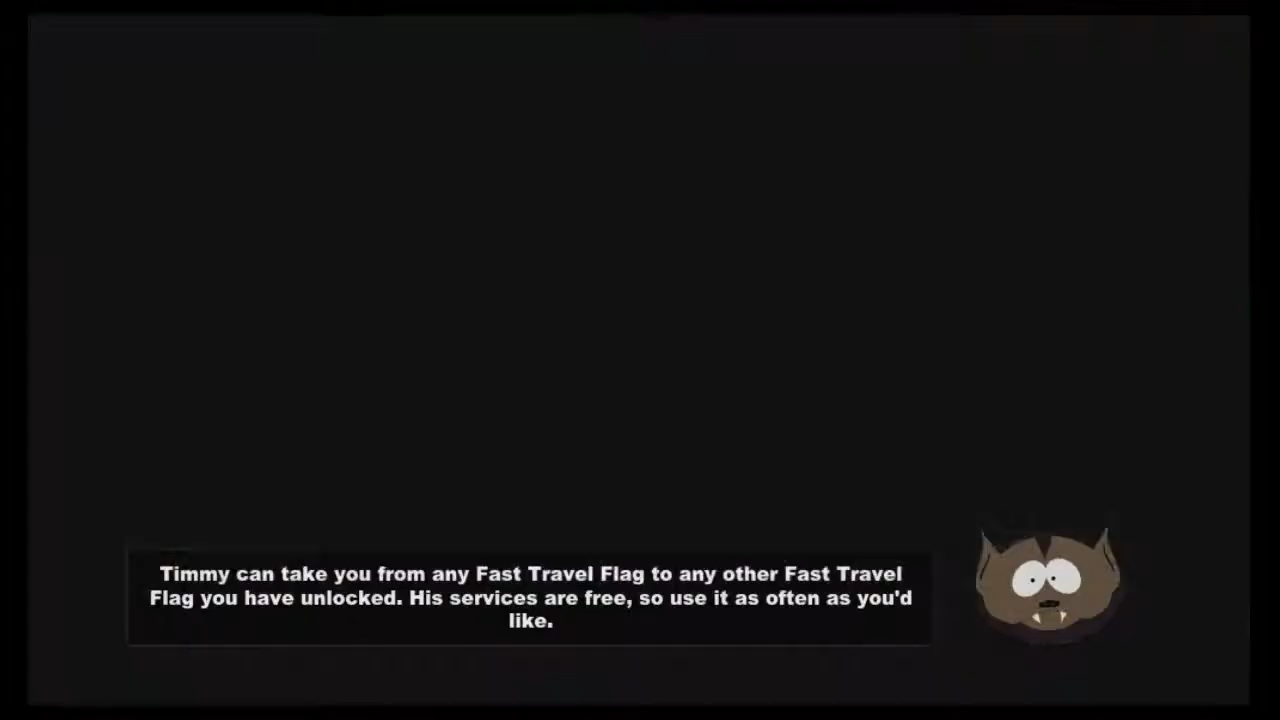 Timmy can take you from any Fast Travel Flag to any other Fast Travel
Flag you have unlocked. His services are free, so use it as often as you'd
like.